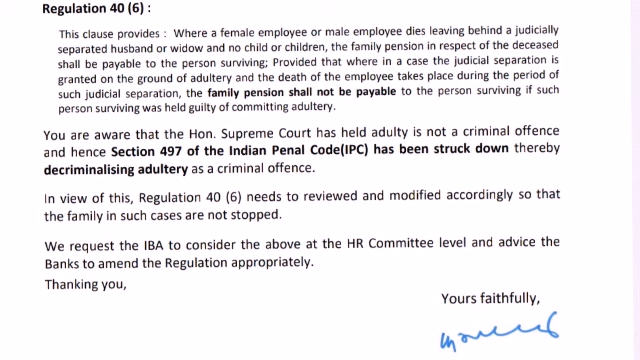 Regulation 40 (6) :
This clause provides : Where a female employee or male employee dies leaving behind a judicially
separated husband or widow and no child or children, the family pension in respect of the deceased
shall be payable to the person surviving; Provided that where in a case the judicial separation is
granted on the ground of adultery and the death of the employee takes place during the period of
such judicial separation, the family pension shall not be payable to the person surviving if such
person surviving was held guilty of committing adultery.
You are aware that the Hon. Supreme Court has held adulty is not a criminal offence
and hence Section 497 of the Indian Penal Code(IPC) has been struck down thereby
decriminalising adultery as a criminal offence.
In view of this, Regulation 40 (6) needs to reviewed and modified accordingly so that
the family in such cases are not stopped.
We request the IBA to consider the above at the HR Committee level and advice the
Banks to amend the Regulation appropriately.
Thanking you,
Yours faithfully,